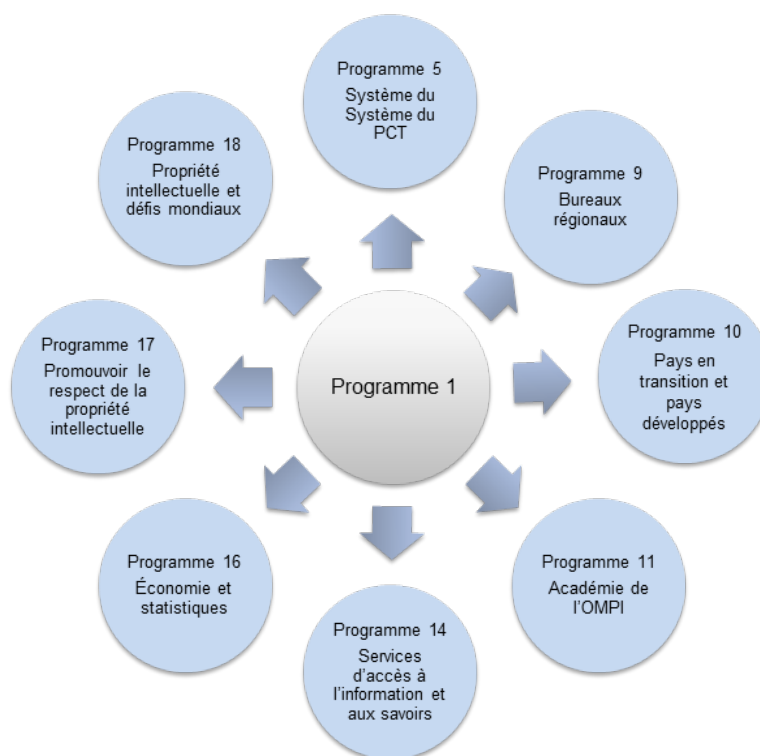 Programme 5
Système du
Système du
PCT
Programme 18
Propriété
intellectuelle et
défis mondiaux
Programme 9
Bureaux
régionaux
Programme 17
Promouvoir le
respect de la
propriété
intellectuelle
Programme 1
Programme 10
Pays en
transition et
pays
développés
Programme 16
Économie et
statistiques
Programme 11
Académie de
l'OMPI
Programme 14
Services
d'accès à
l'information et
aux savoirs